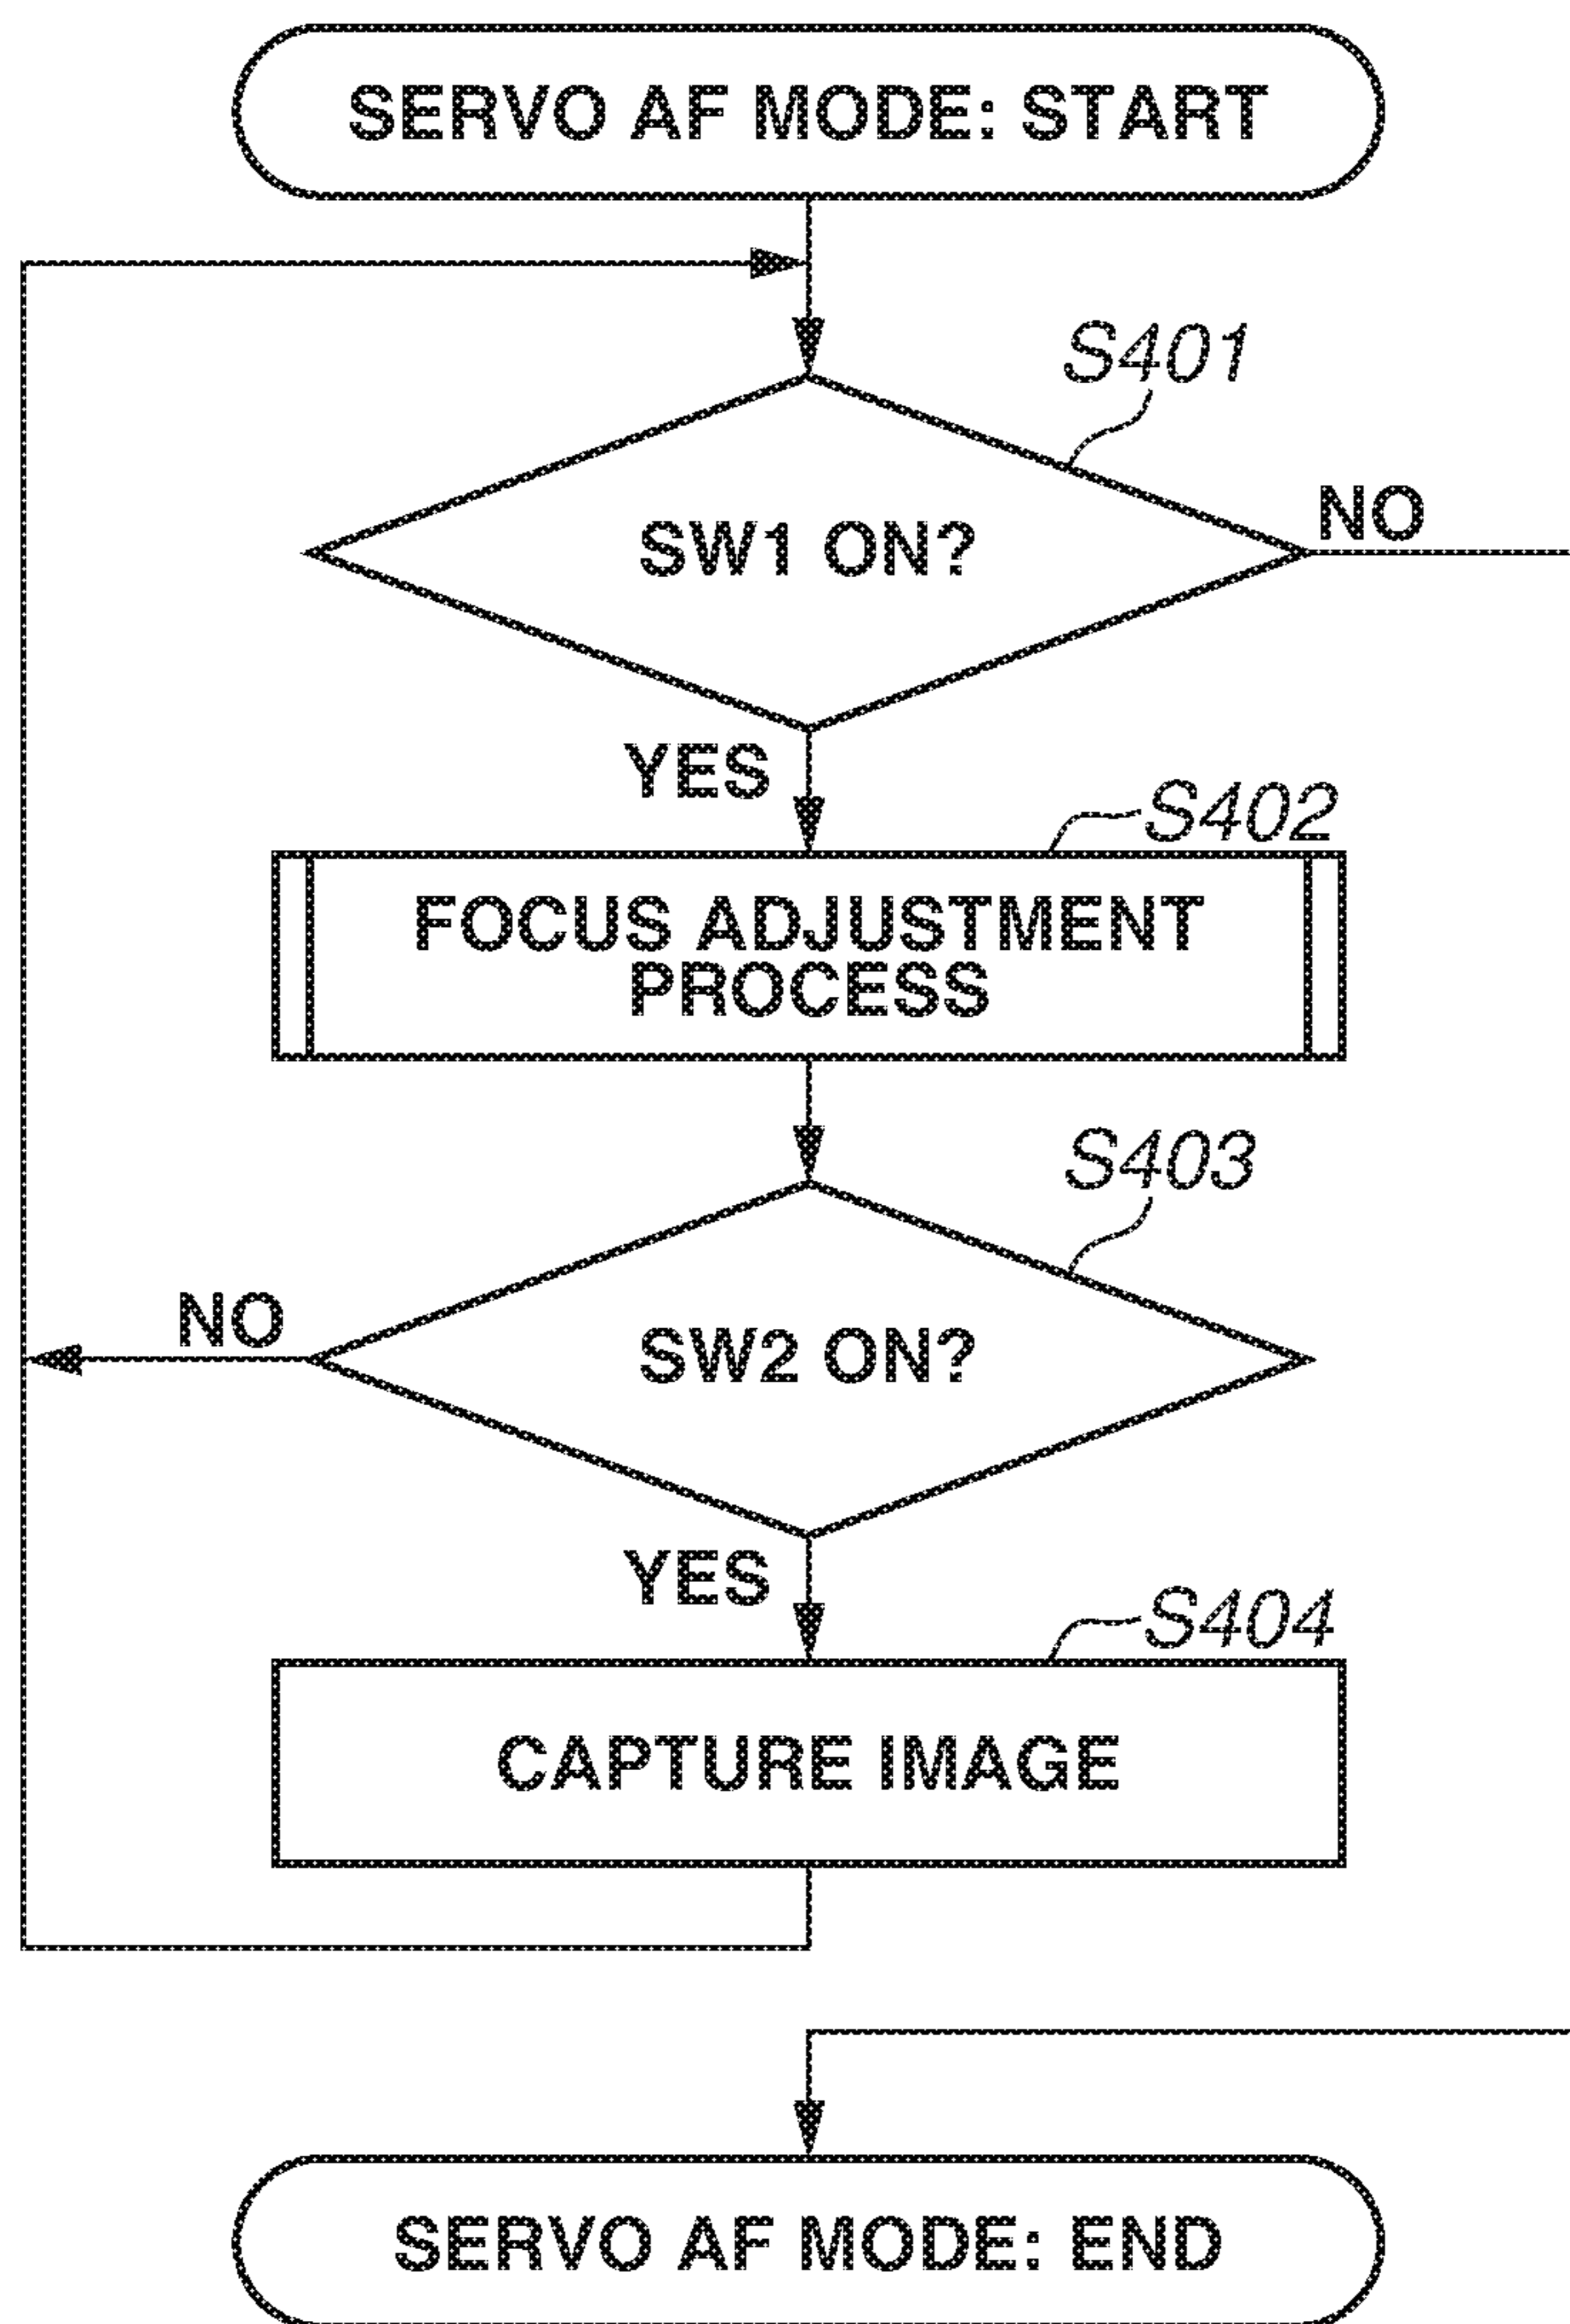 SERVO AF MODE: START
S401
SW1 ON?
NO
YES
S402
FOCUS ADJUSTMENT
PROCESS
S403
NO
SW2 ON?
YES
S404
CAPTURE IMAGE
SERVO AF MODE: END